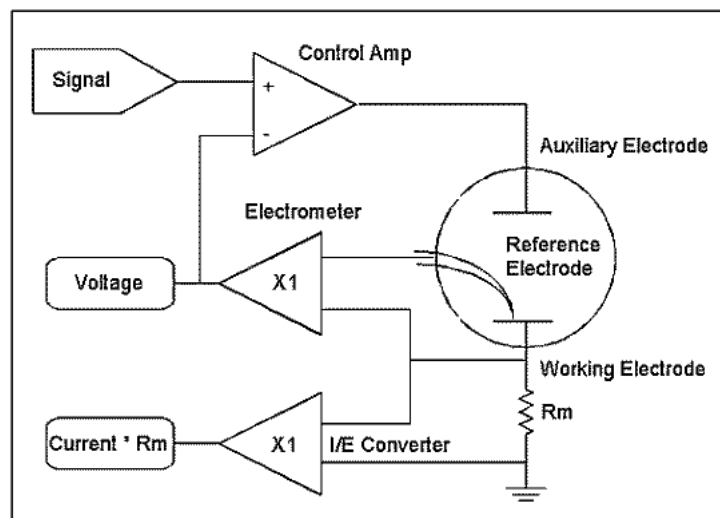 Control Amp
Signal
+
-
Auxiliary Electrode
Electrometer
Reference
Electrode
Voltage
X1
Working Electrode
Rm
Current * Rm
X1
I/E Converter